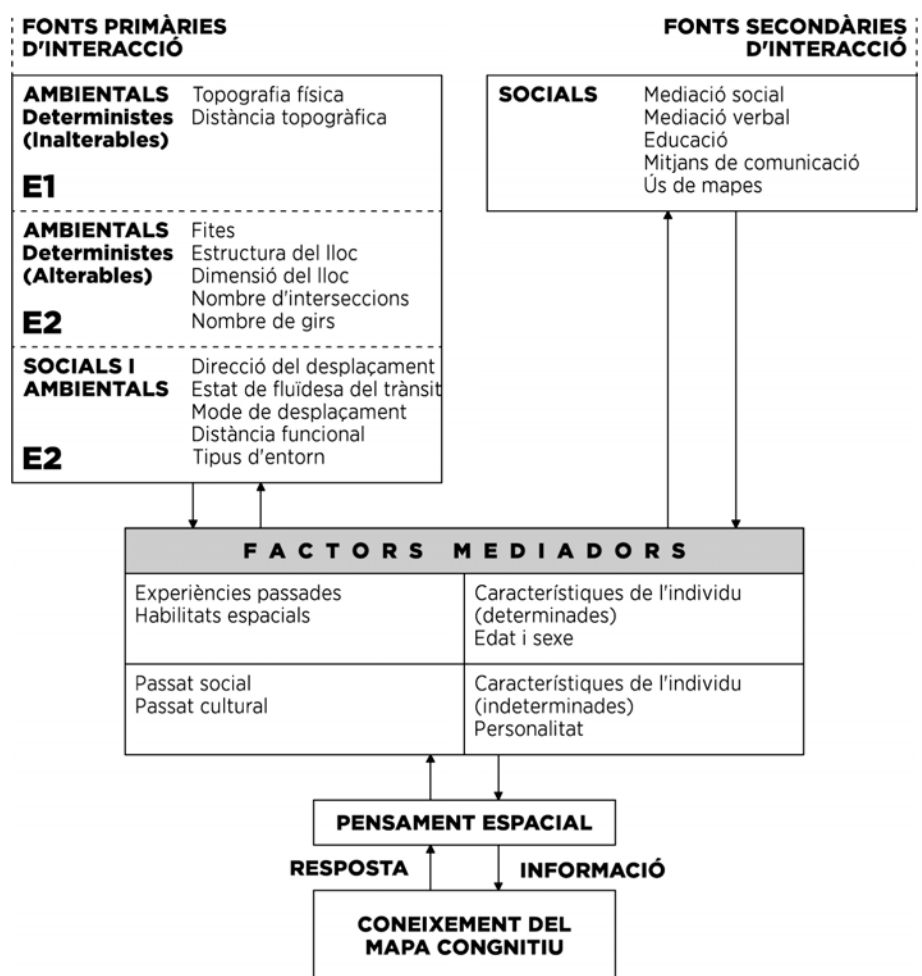 FONTS PRIMÀRIES
D'INTERACCIÓ
AMBIENTALS
Deterministes
(Inalterables)
E1
Topografia física
Distància topogràfica
AMBIENTALS
Deterministes
(Alterables)
E2
Fites
Estructura del lloc
Dimensió del lloc
Nombre d'interseccions
Nombre de girs
SOCIALS I
AMBIENTALS
E2
Direcció del desplaçament
Estat de fluïdesa del trànsit
Mode de desplaçament
Distància funcional
Tipus d'entorn
FONTS SECONDÀRIES
D'INTERACCIÓ
SOCIALS
Mediació social
Mediació verbal
Educació
Mitjans de comunicació
Ús de mapes
FACTORS MEDIADORS
Experiències passades
Habilitats espacials
Característiques de l'individu
(determinades)
Edat i sexe
Passat social
Passat cultural
Característiques de l'individu
(indeterminades)
Personalitat
PENSAMENT ESPACIAL
RESPOSTA
INFORMACIÓ
CONEIXEMENT DEL
MAPA CONGNITIU